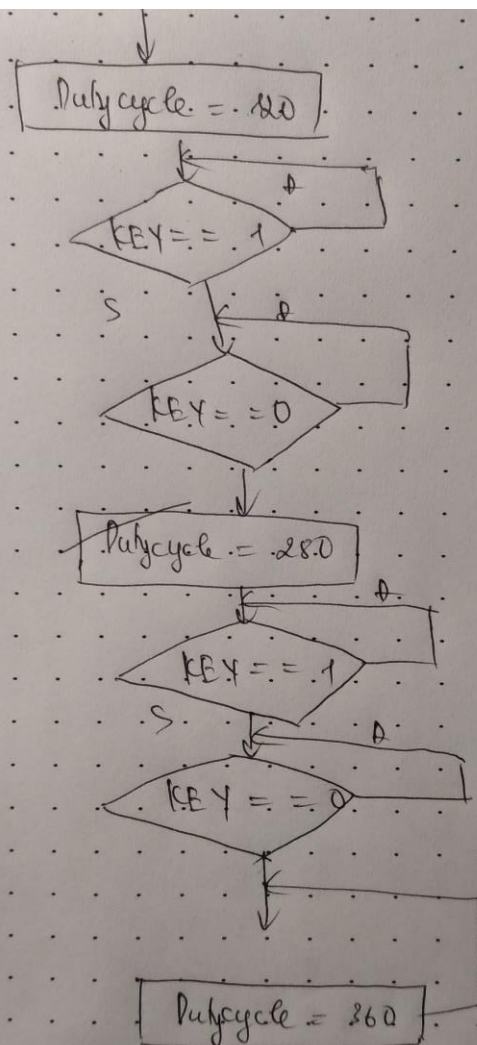 Dutycycle = 120
KEY == 1
S
KEY == 0
Dutycycle = 280
KEY == 1
S
KEY == 0
Dutycycle = 360